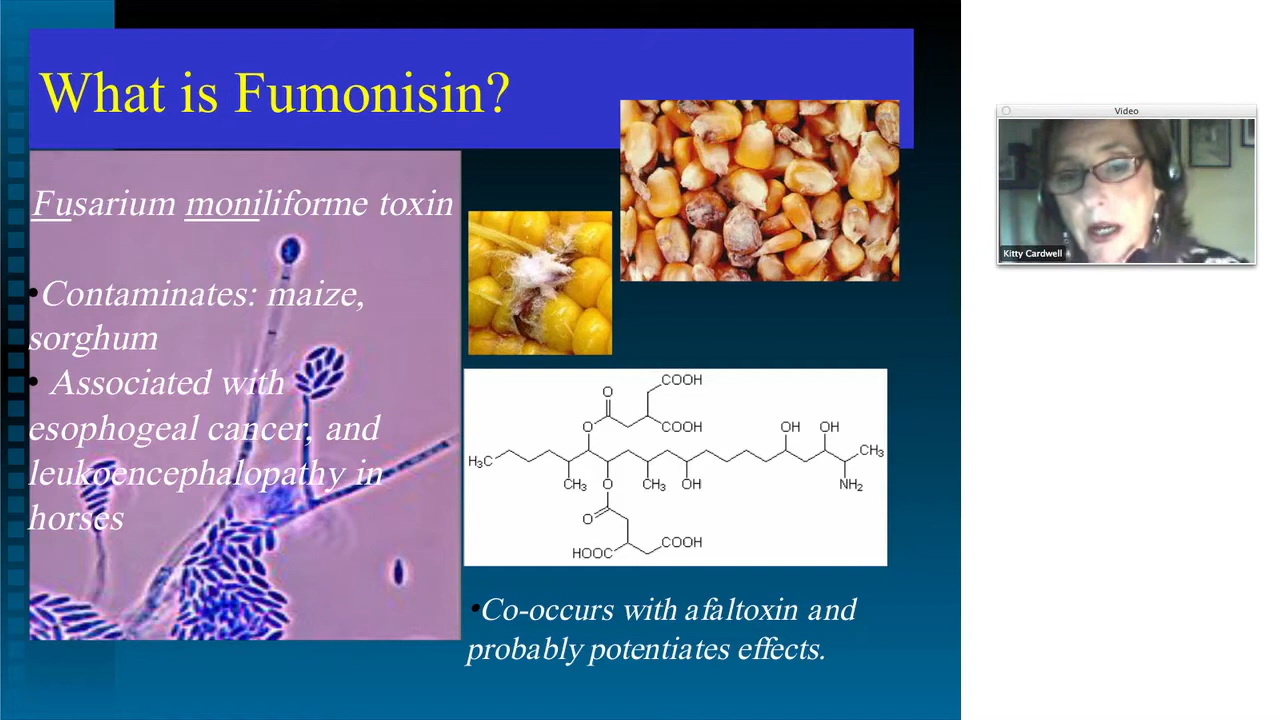 What is Fumonisin?
Fusarium moniliforme toxin
•Contaminates: maize,
sorghum
• Associated with
esophogeal cancer, and
leukoencephalopathy in
horses
O
COOH
COOH
O
OH
OH
H₃C
CH₃
CH₃
O
CH₃
OH
NH₂
O
HOOC
COOH
•Co-occurs with afaltoxin and
probably potentiates effects.
Video
Kitty Cardwell